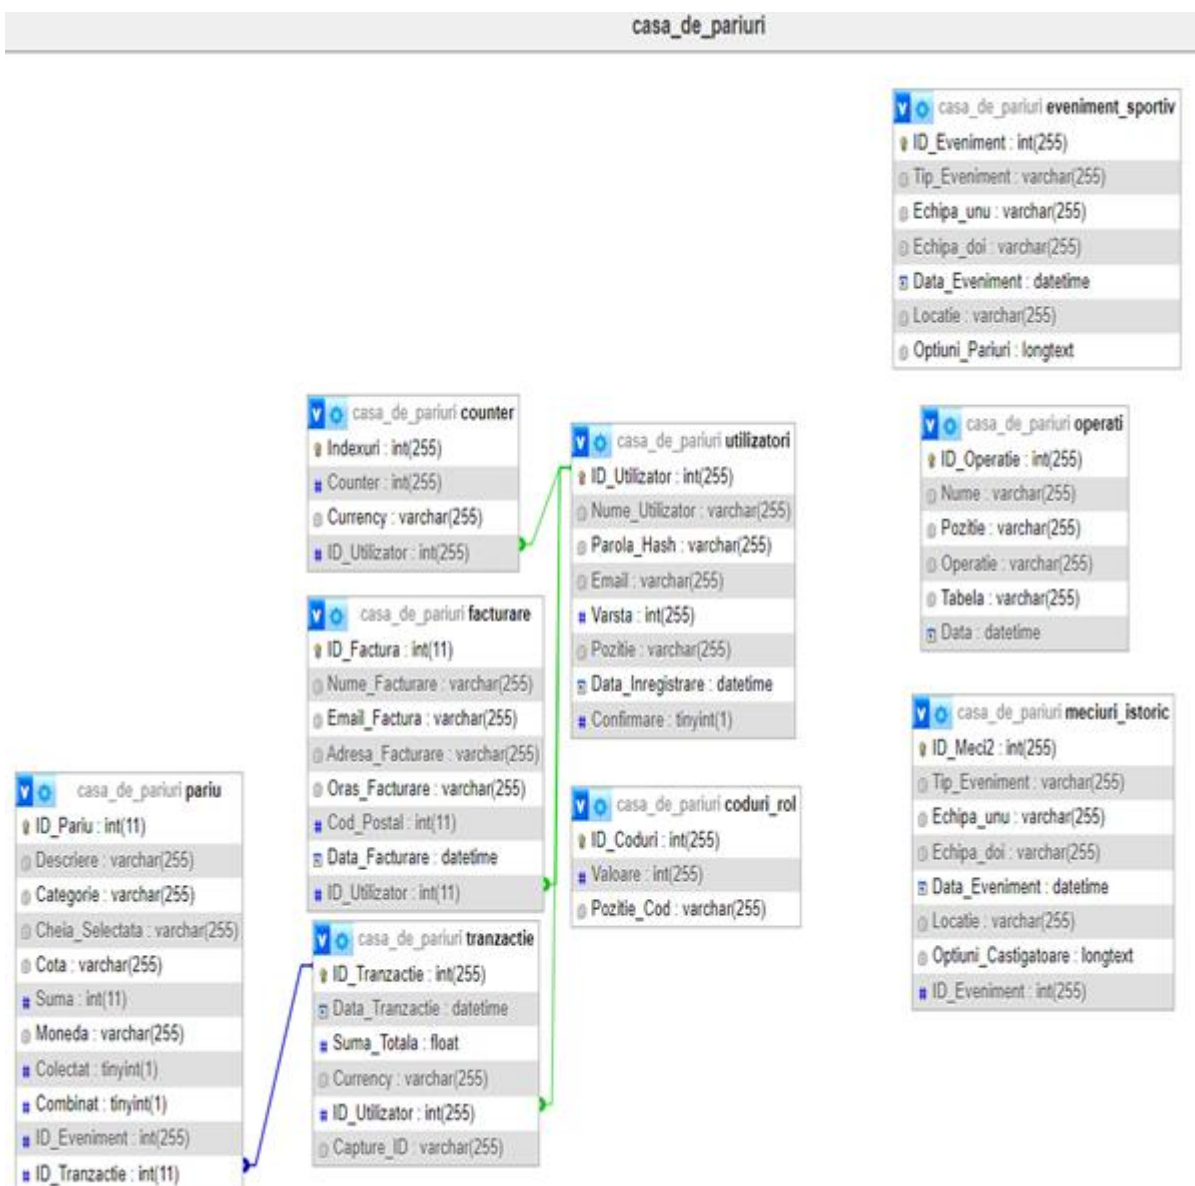 casa_de_pariuri
casa_de_pariuri eveniment_sportiv
ID_Eveniment : int(255)
Tip_Eveniment : varchar(255)
Echipa_unu : varchar(255)
Echipa_doi : varchar(255)
Data_Eveniment : datetime
Locatie : varchar(255)
Optiuni_Pariuri : longtext
casa_de_pariuri counter
Indexuri : int(255)
Counter : int(255)
Currency : varchar(255)
ID_Utilizator : int(255)
casa_de_pariuri utilizatori
ID_Utilizator : int(255)
Nume_Utilizator : varchar(255)
Parola_Hash : varchar(255)
Email : varchar(255)
Varsta : int(255)
Pozitie : varchar(255)
Data_Inregistrare : datetime
Confirmare : tinyint(1)
casa_de_pariuri operati
ID_Operatie : int(255)
Nume : varchar(255)
Pozitie : varchar(255)
Operatie : varchar(255)
Tabela : varchar(255)
Data : datetime
casa_de_pariuri facturare
ID_Factura : int(11)
Nume_Facturare : varchar(255)
Email_Factura : varchar(255)
Adresa_Facturare : varchar(255)
Oras_Facturare : varchar(255)
Cod_Postal : int(11)
Data_Facturare : datetime
ID_Utilizator : int(11)
casa_de_pariuri meciuri_istoric
ID_Meci2 : int(255)
Tip_Eveniment : varchar(255)
Echipa_unu : varchar(255)
Echipa_doi : varchar(255)
Data_Eveniment : datetime
Locatie : varchar(255)
Optiuni_Castigatoare : longtext
ID_Eveniment : int(255)
casa_de_pariuri pariu
ID_Pariu : int(11)
Descriere : varchar(255)
Categorie : varchar(255)
Cheia_Selectata : varchar(255)
Cota : varchar(255)
Suma : int(11)
Moneda : varchar(255)
Colectat : tinyint(1)
Combinat : tinyint(1)
ID_Eveniment : int(255)
ID_Tranzactie : int(11)
casa_de_pariuri coduri_rol
ID_Coduri : int(255)
Valoare : int(255)
Pozitie_Cod : varchar(255)
casa_de_pariuri tranzactie
ID_Tranzactie : int(255)
Data_Tranzactie : datetime
Suma_Totala : float
Currency : varchar(255)
ID_Utilizator : int(255)
Capture_ID : varchar(255)